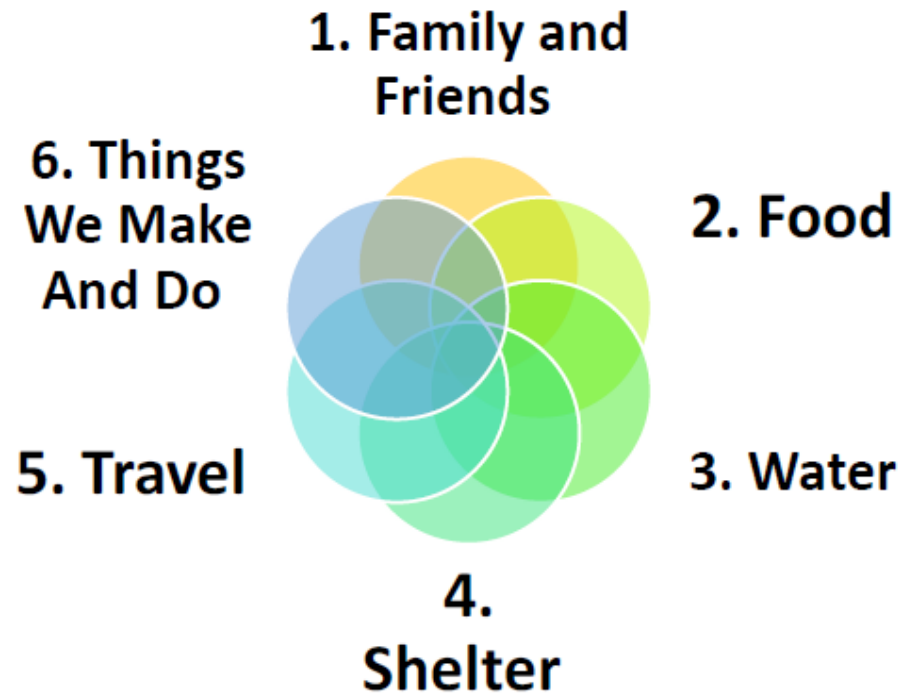 1. Family and
Friends
2. Food
3. Water
4.
Shelter
5. Travel
6. Things
We Make
And Do